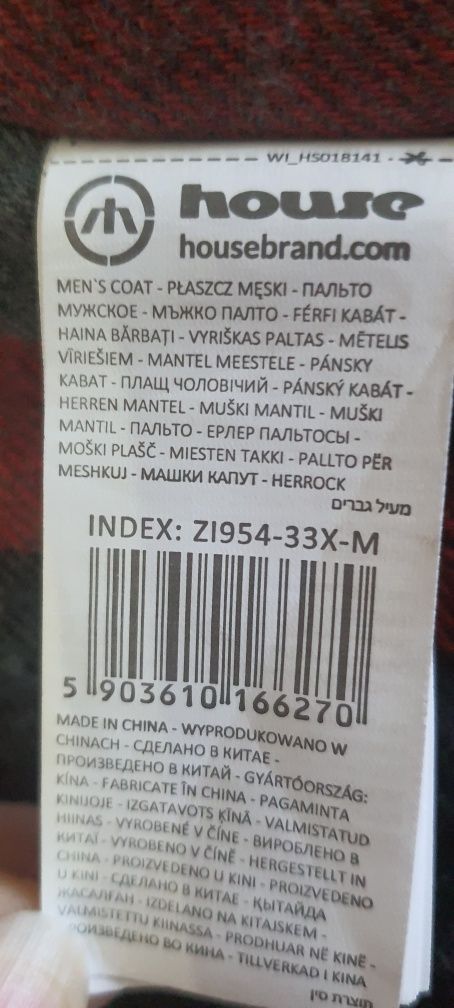 WI_HS018141
house
housebrand.com
MEN`S COAT - PŁASZCZ MĘSKI - ПАЛЬТО
МУЖСКОЕ - МЪЖКО ПАЛТО - FÉRFI KABÁT -
HAINA BĂRBAȚI - VYRIŠKAS PALTAS - MĒTELIS
VĪRIEŠIEM - MANTEL MEESTELE - PÁNSKY
KABAT - ПЛАЩ ЧОЛОВІЧИЙ - PÁNSKÝ KABÁT -
HERREN MANTEL - MUŠKI MANTIL - MUŠKI
MANTIL - ПАЛЬТО - ЕРЛЕР ПАЛЬТОСЫ -
MOŠKI PLAŠČ - MIESTEN TAKKI - PALLTO PËR
MESHKUJ - МАШКИ КАПУТ - HERROCK
מעיל גברים
INDEX: ZI954-33X-M
5 903610 166270
MADE IN CHINA - WYPRODUKOWANO W
CHINACH - СДЕЛАНО В КИТАЕ -
ПРОИЗВЕДЕНО В КИТАЙ - GYÁRTÓORSZÁG:
KÍNA - FABRICATE ÎN CHINA - PAGAMINTA
KINIJOJE - IZGATAVOTS ĶĪNĀ - VALMISTATUD
HIINAS - VYROBENÉ V ČÍNE - ВИРОБЛЕНО В
КИТАЇ - VYROBENO V ČÍNĚ - HERGESTELLT IN
CHINA - PROIZVEDENO U KINI - PROIZVEDENO
U KINI - СДЕЛАНО В КИТАЕ - ҚЫТАЙДА
ЖАСАЛҒАН - IZDELANO NA KITAJSKEM -
VALMISTETTU KIINASSA - PRODHUAR NË KINË -
ПРОИЗВЕДЕНО ВО КИНА - TILLVERKAD I KINA
תוצרת סין